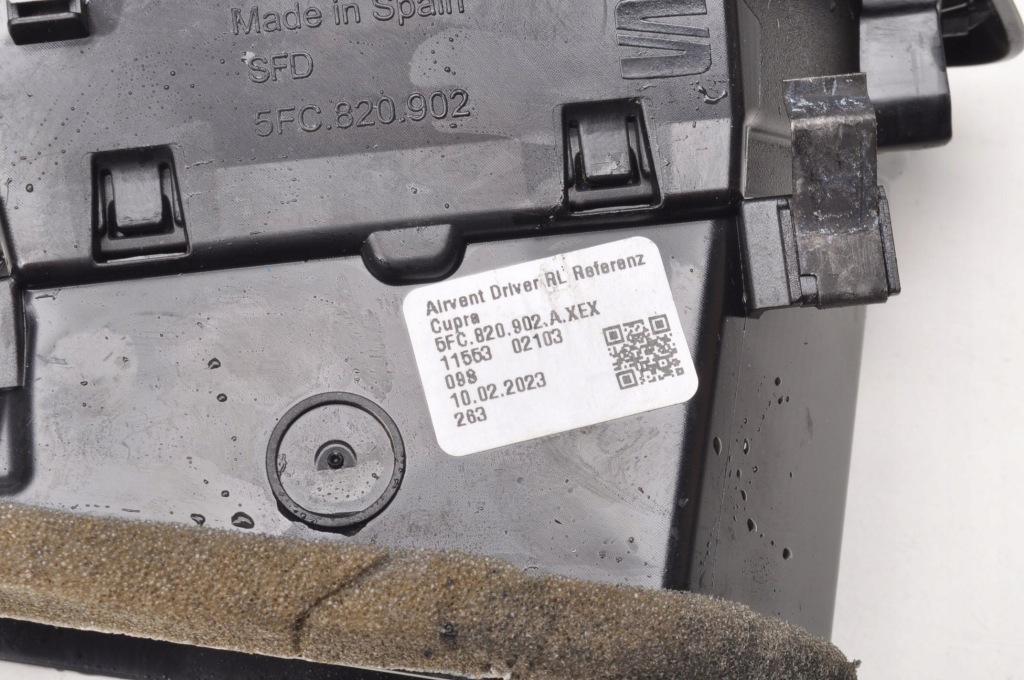 Made in Spain
SFD
5FC.820.902
Airvent Driver RL Referenz
Cupra
5FC.820.902.A.XEX
11553 02103
098
10.02.2023
263